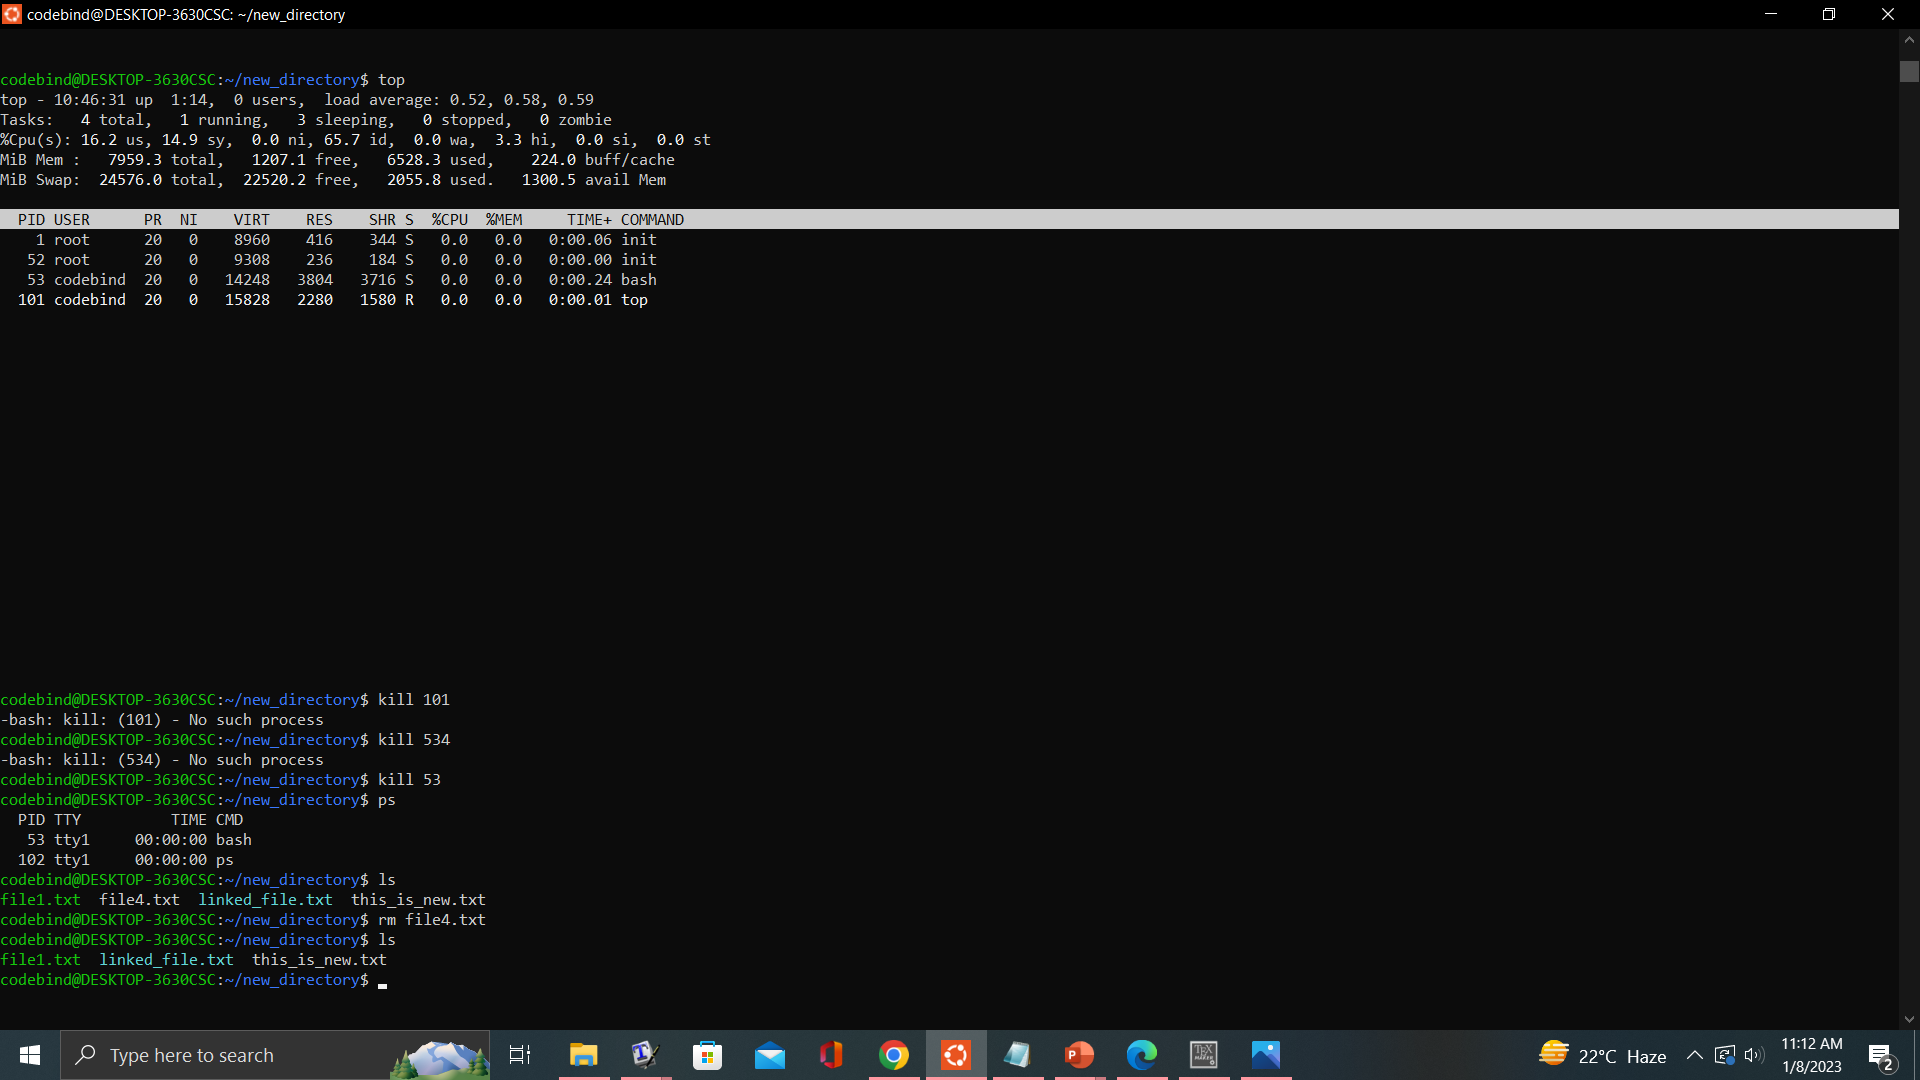 codebind@DESKTOP-3630CSC: ~/new_directory
codebind@DESKTOP-3630CSC:~/new_directory$ top
top - 10:46:31 up  1:14,  0 users,  load average: 0.52, 0.58, 0.59
Tasks:   4 total,   1 running,   3 sleeping,   0 stopped,   0 zombie
%Cpu(s): 16.2 us, 14.9 sy,  0.0 ni, 65.7 id,  0.0 wa,  3.3 hi,  0.0 si,  0.0 st
MiB Mem :   7959.3 total,   1207.1 free,   6528.3 used,    224.0 buff/cache
MiB Swap:  24576.0 total,  22520.2 free,   2055.8 used.   1300.5 avail Mem
  PID USER      PR  NI    VIRT    RES    SHR S  %CPU  %MEM     TIME+ COMMAND
    1 root      20   0    8960    416    344 S   0.0   0.0   0:00.06 init
   52 root      20   0    9308    236    184 S   0.0   0.0   0:00.00 init
   53 codebind  20   0   14248   3804   3716 S   0.0   0.0   0:00.24 bash
  101 codebind  20   0   15828   2280   1580 R   0.0   0.0   0:00.01 top
codebind@DESKTOP-3630CSC:~/new_directory$ kill 101
-bash: kill: (101) - No such process
codebind@DESKTOP-3630CSC:~/new_directory$ kill 534
-bash: kill: (534) - No such process
codebind@DESKTOP-3630CSC:~/new_directory$ kill 53
codebind@DESKTOP-3630CSC:~/new_directory$ ps
  PID TTY          TIME CMD
   53 tty1     00:00:00 bash
  102 tty1     00:00:00 ps
codebind@DESKTOP-3630CSC:~/new_directory$ ls
file1.txt  file4.txt  linked_file.txt  this_is_new.txt
codebind@DESKTOP-3630CSC:~/new_directory$ rm file4.txt
codebind@DESKTOP-3630CSC:~/new_directory$ ls
file1.txt  linked_file.txt  this_is_new.txt
codebind@DESKTOP-3630CSC:~/new_directory$
Type here to search
22°C Haze
11:12 AM
1/8/2023
2